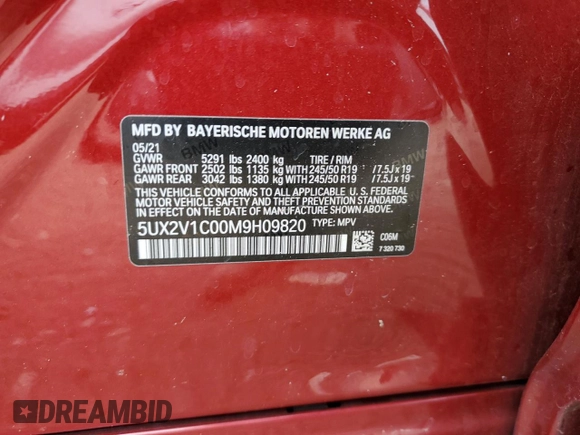 MFD BY BAYERISCHE MOTOREN WERKE AG
05/21
GVWR 5291 lbs 2400 kg TIRE / RIM
GAWR FRONT 2502 lbs 1135 kg WITH 245/50 R19 / 7.5J x 19
GAWR REAR 3042 lbs 1380 kg WITH 245/50 R19 / 7.5J x 19
THIS VEHICLE CONFORMS TO ALL APPLICABLE U. S. FEDERAL
MOTOR VEHICLE SAFETY, BUMPER, AND THEFT PREVENTION
STANDARDS IN EFFECT ON THE DATE OF MANUFACTURE SHOWN ABOVE.
5UX2V1C00M9H09820 TYPE: MPV
C06M
7 320 730
DREAMBID